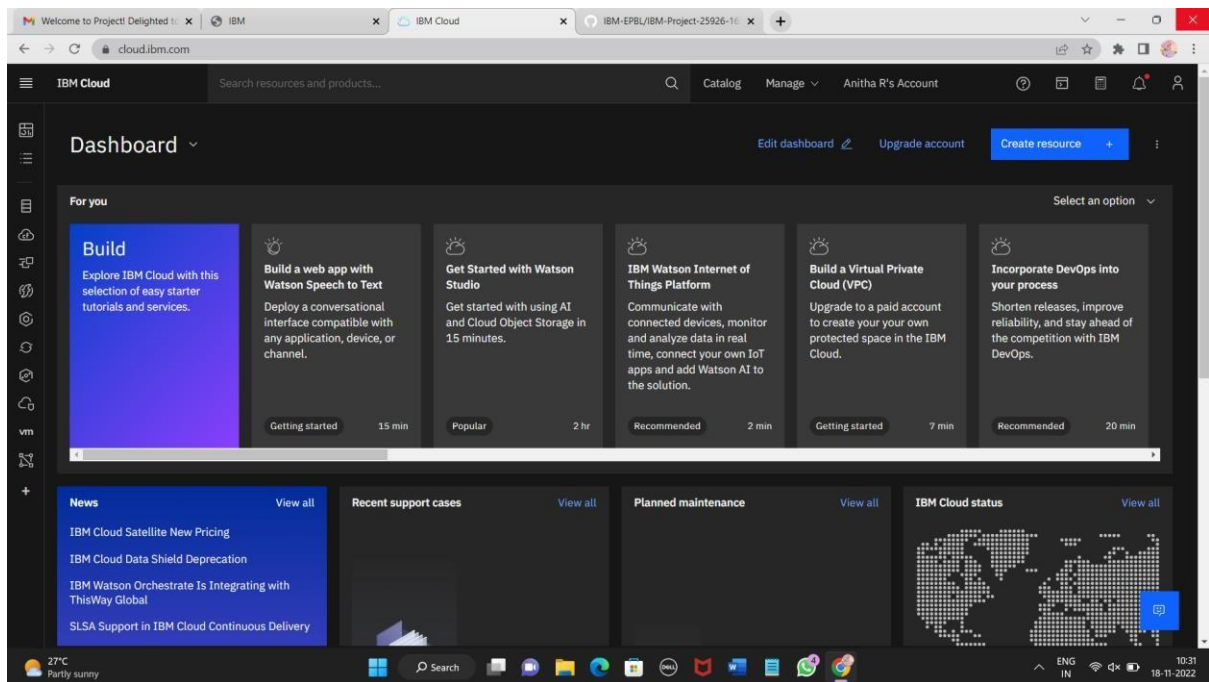 Welcome to Project! Delighted to
IBM
IBM Cloud
IBM-EPBL/IBM-Project-25926-16
cloud.ibm.com
IBM Cloud
Search resources and products...
Catalog
Manage
Anitha R's Account
Dashboard
Edit dashboard
Upgrade account
Create resource +
For you
Select an option
Build
Explore IBM Cloud with this
selection of easy starter
tutorials and services.
Build a web app with
Watson Speech to Text
Deploy a conversational
interface compatible with
any application, device, or
channel.
Getting started 15 min
Get Started with Watson
Studio
Get started with using AI
and Cloud Object Storage in
15 minutes.
Popular 2 hr
IBM Watson Internet of
Things Platform
Communicate with
connected devices, monitor
and analyze data in real
time, connect your own IoT
apps and add Watson AI to
the solution.
Recommended 2 min
Build a Virtual Private
Cloud (VPC)
Upgrade to a paid account
to create your your own
protected space in the IBM
Cloud.
Getting started 7 min
Incorporate DevOps into
your process
Shorten releases, improve
reliability, and stay ahead of
the competition with IBM
DevOps.
Recommended 20 min
vm
News View all
IBM Cloud Satellite New Pricing
IBM Cloud Data Shield Deprecation
IBM Watson Orchestrate Is Integrating with
ThisWay Global
SLSA Support in IBM Cloud Continuous Delivery
Recent support cases View all
Planned maintenance View all
IBM Cloud status View all
27°C
Partly sunny
Search
DELL
ENG
IN
10:31
18-11-2022